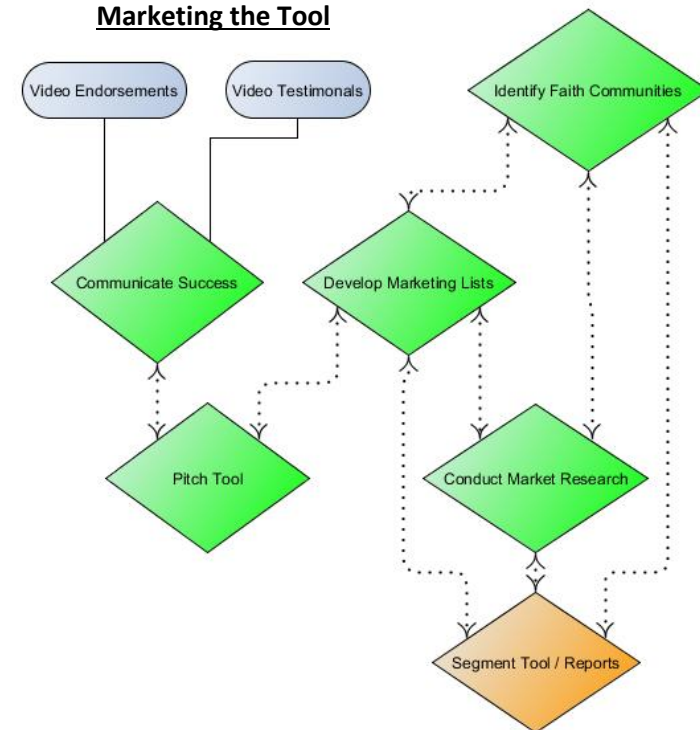 Marketing the Tool
Video Endorsements
Video Testimonals
Identify Faith Communities
Communicate Success
Develop Marketing Lists
Pitch Tool
Conduct Market Research
Segment Tool / Reports